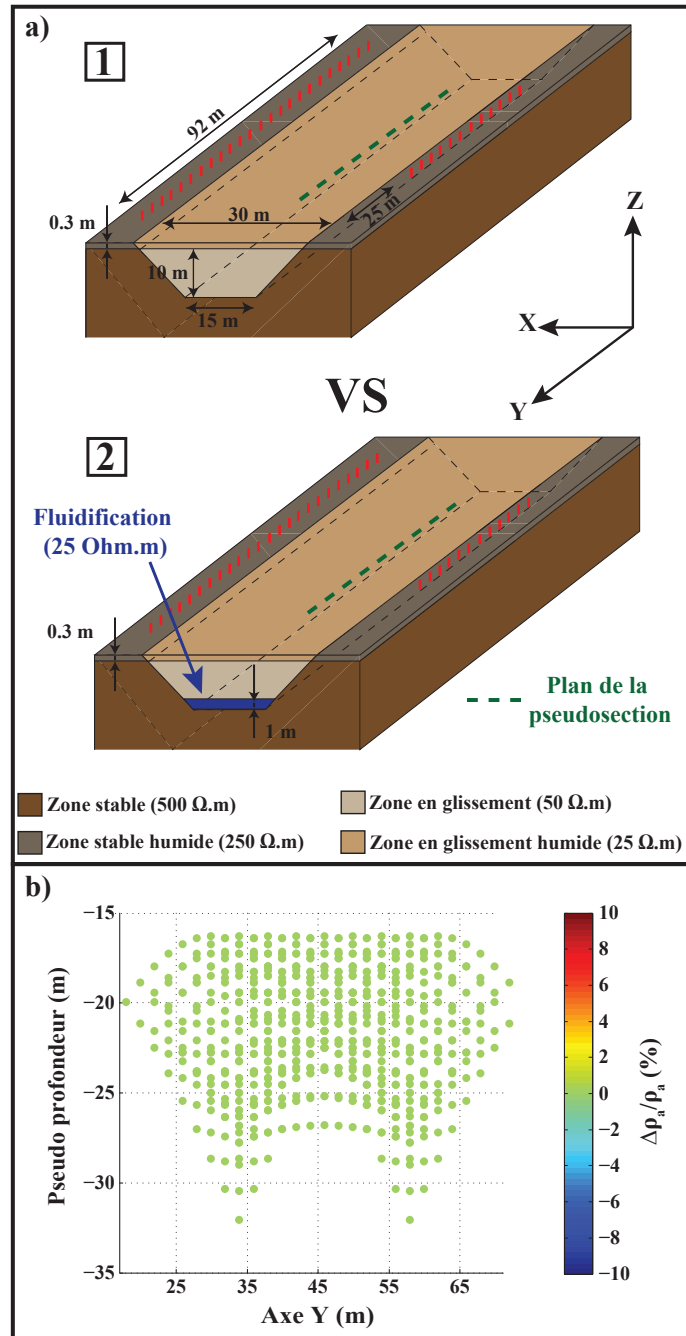 a)
1
92 m
0.3 m
30 m
25 m
10 m
15 m
Z
X
Y
VS
2
Fluidification
(25 Ohm.m)
0.3 m
1 m
Plan de la
pseudosection
Zone stable (500 Ω.m)
Zone en glissement (50 Ω.m)
Zone stable humide (250 Ω.m)
Zone en glissement humide (25 Ω.m)
b)
Pseudo profondeur (m)
−15
−20
−25
−30
−35
25
35
45
55
65
Axe Y (m)
10
8
6
4
2
0
−2
−4
−6
−8
−10
Δρa/ρa (%)